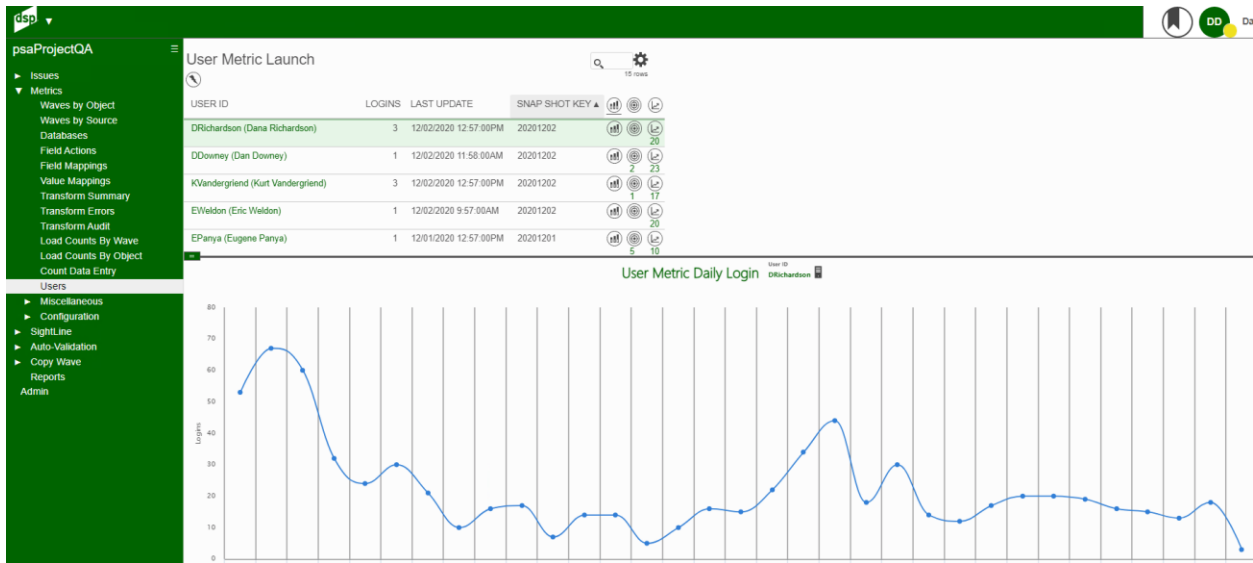 dsp
DD Da
psaProjectQA
Issues
Metrics
Waves by Object
Waves by Source
Databases
Field Actions
Field Mappings
Value Mappings
Transform Summary
Transform Errors
Transform Audit
Load Counts By Wave
Load Counts By Object
Count Data Entry
Users
Miscellaneous
Configuration
SightLine
Auto-Validation
Copy Wave
Reports
Admin
User Metric Launch
15 rows
USER ID LOGINS LAST UPDATE SNAP SHOT KEY
DRichardson (Dana Richardson) 3 12/02/2020 12:57:00PM 20201202
20
DDowney (Dan Downey) 1 12/02/2020 11:58:00AM 20201202
2 23
KVandergriend (Kurt Vandergriend) 3 12/02/2020 12:57:00PM 20201202
1 17
EWeldon (Eric Weldon) 1 12/02/2020 9:57:00AM 20201202
20
EPanya (Eugene Panya) 1 12/01/2020 12:57:00PM 20201201
5 10
User Metric Daily Login
User ID
DRichardson
Logins
80
70
60
50
40
30
20
10
0